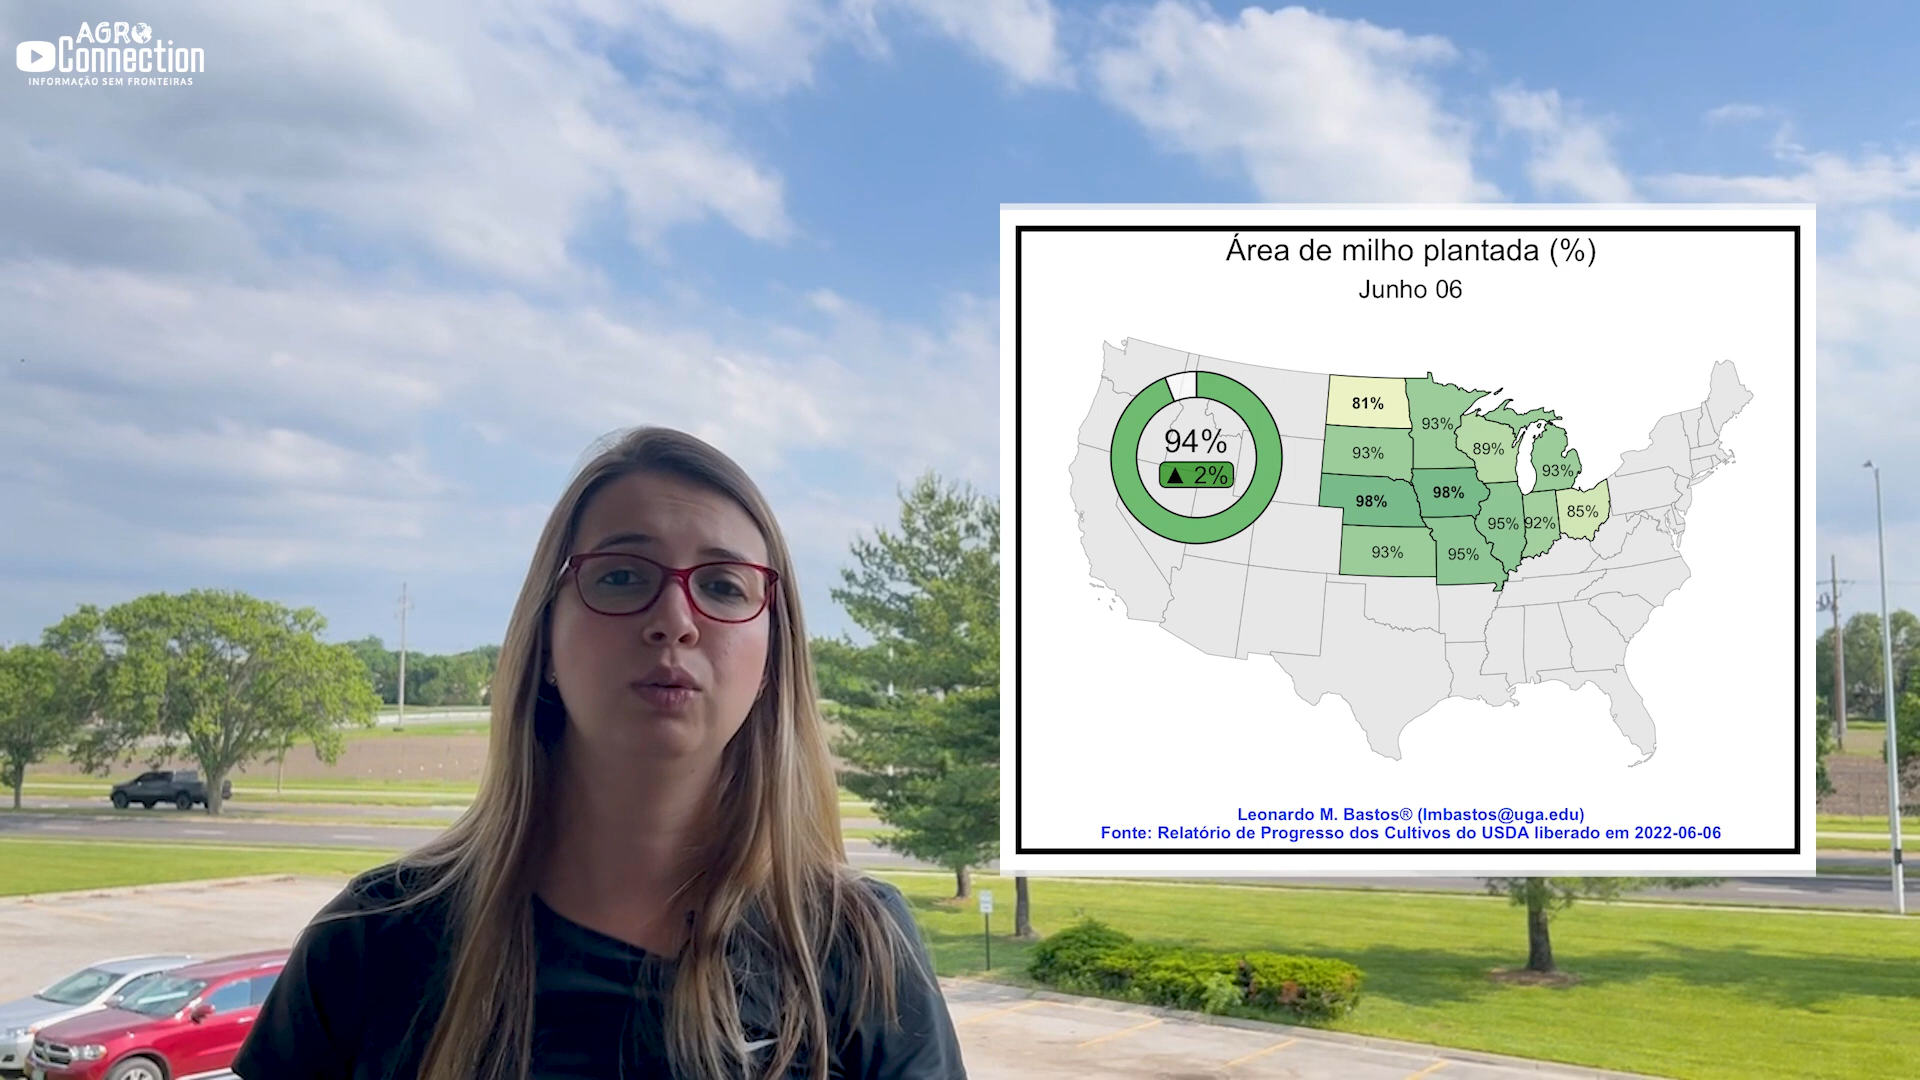 AGRO
Connection
INFORMAÇÃO SEM FRONTEIRAS
Área de milho plantada (%)
Junho 06
94%
▲ 2%
81%
93%
93%
89%
93%
98%
98%
95%
92%
85%
93%
95%
Leonardo M. Bastos® (lmbastos@uga.edu)
Fonte: Relatório de Progresso dos Cultivos do USDA liberado em 2022-06-06